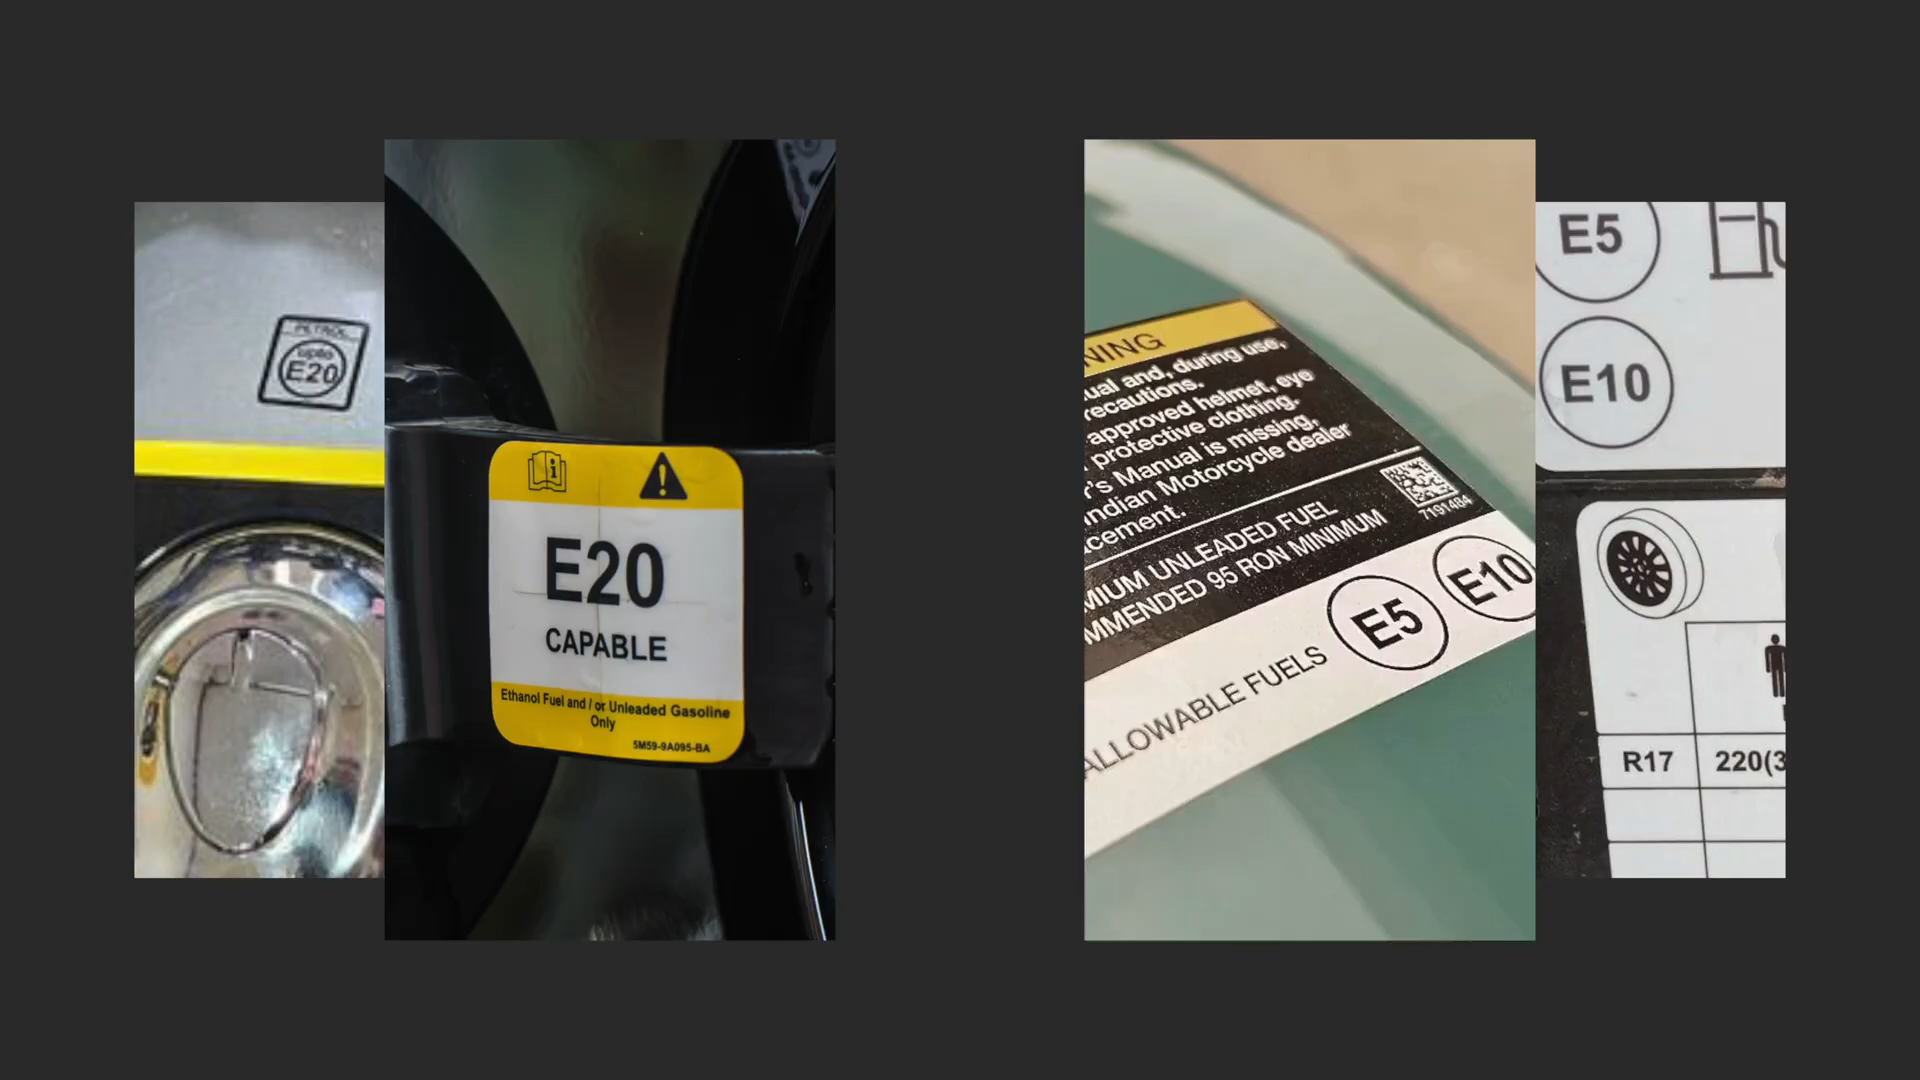 PETROL
upto
E20
E20
CAPABLE
Ethanol Fuel and / or Unleaded Gasoline
Only
5M59-9A095-BA
NING
ual and, during use,
recautions.
approved helmet, eye
protective clothing.
r's Manual is missing,
ndian Motorcycle dealer
cement.
7191484
MIUM UNLEADED FUEL
MMENDED 95 RON MINIMUM
ALLOWABLE FUELS E5 E10
E5
E10
R17 220(3